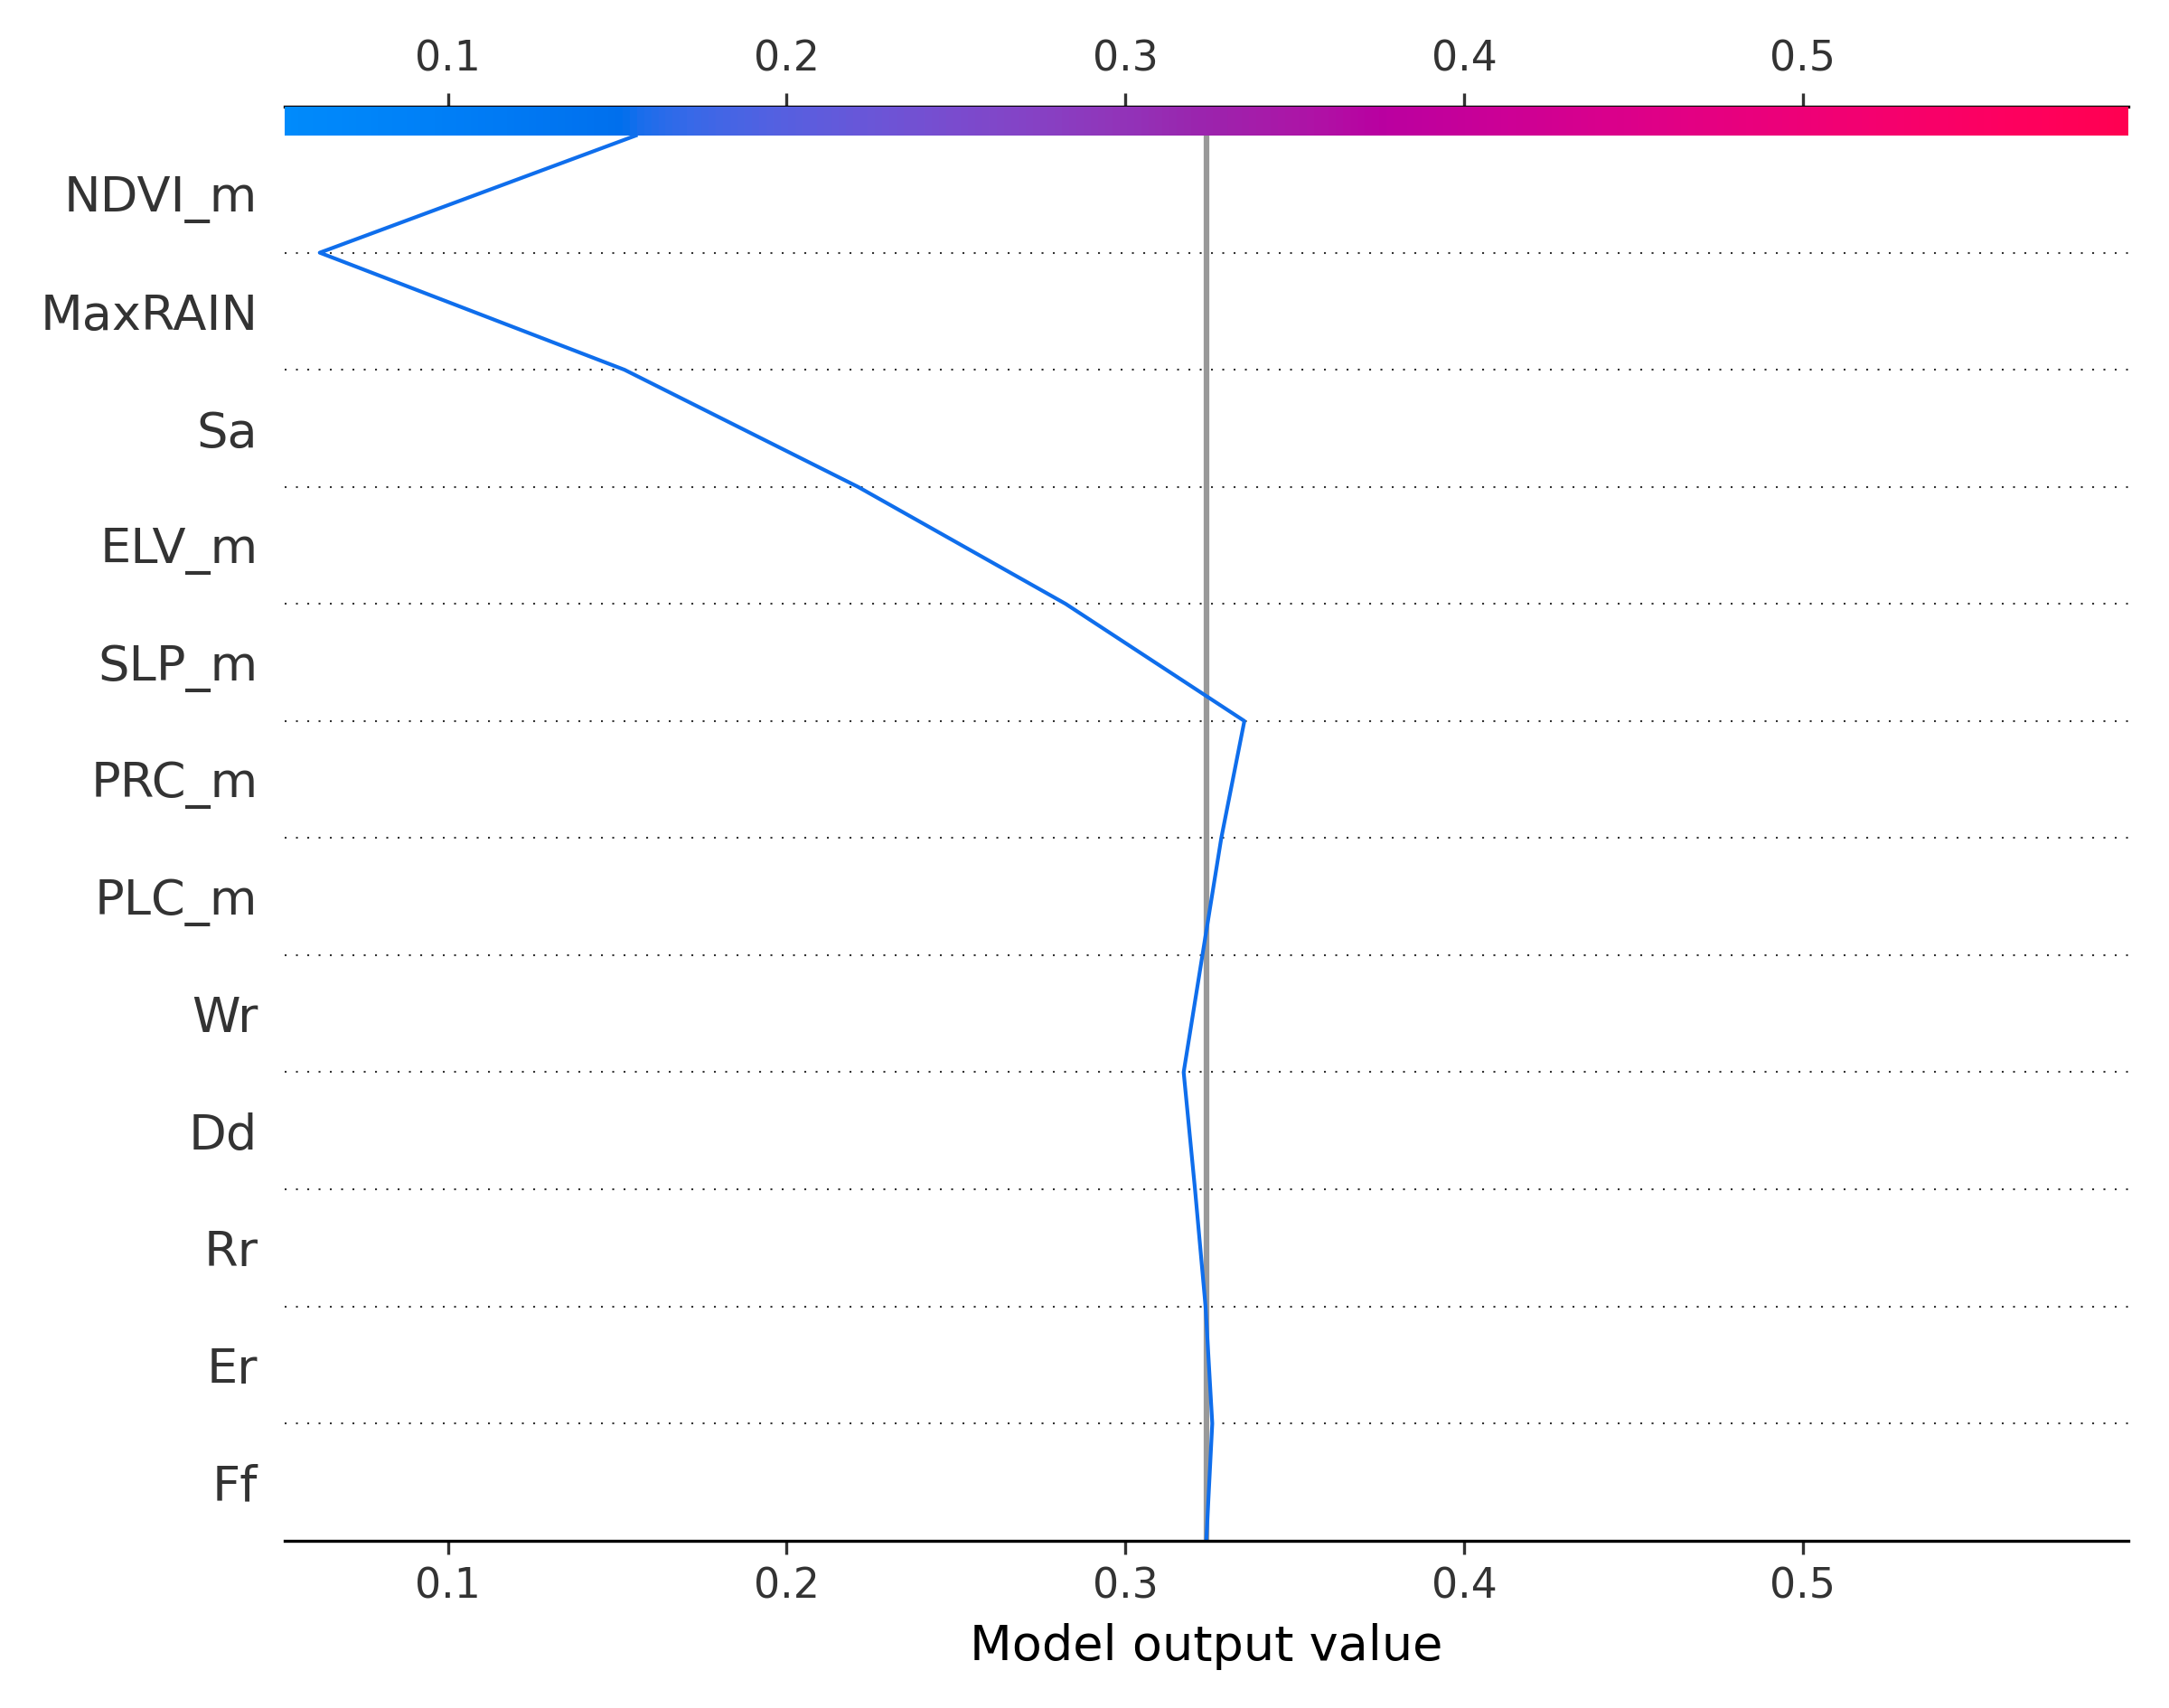 0.1 0.2 0.3 0.4 0.5
NDVI_m
MaxRAIN
Sa
ELV_m
SLP_m
PRC_m
PLC_m
Wr
Dd
Rr
Er
Ff
0.1 0.2 0.3 0.4 0.5
Model output value